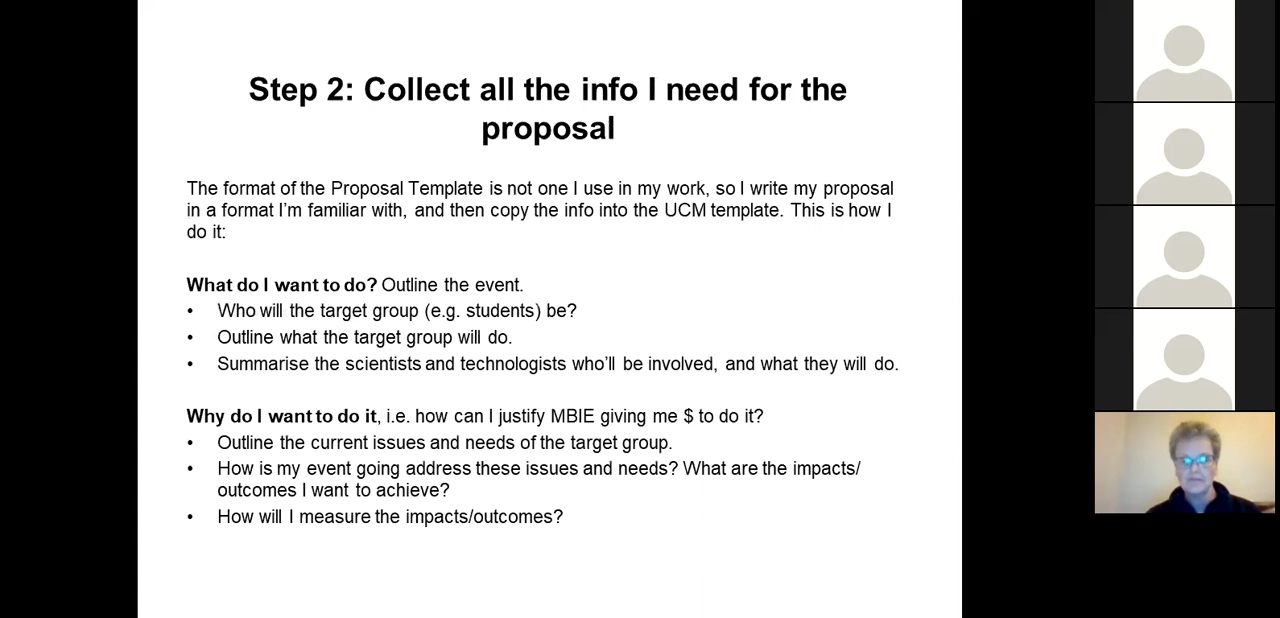 Step 2: Collect all the info I need for the
proposal
The format of the Proposal Template is not one I use in my work, so I write my proposal
in a format I'm familiar with, and then copy the info into the UCM template. This is how I
do it:
What do I want to do? Outline the event.
• Who will the target group (e.g. students) be?
• Outline what the target group will do.
• Summarise the scientists and technologists who'll be involved, and what they will do.
Why do I want to do it, i.e. how can I justify MBIE giving me $ to do it?
• Outline the current issues and needs of the target group.
• How is my event going address these issues and needs? What are the impacts/
outcomes I want to achieve?
• How will I measure the impacts/outcomes?